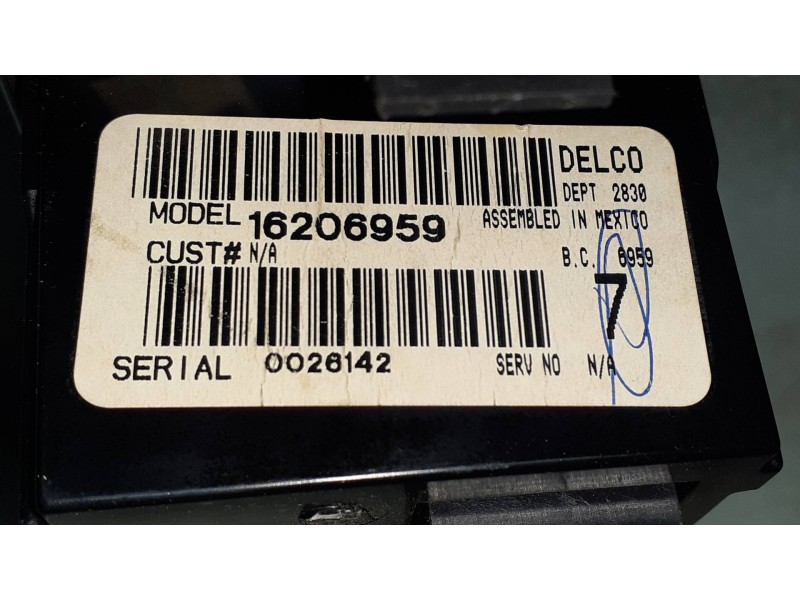 DELCO
DEPT 2830
MODEL 16206959 ASSEMBLED IN MEXICO
CUST# N/A B.C. 6959
7
SERIAL 0026142 SERV NO N/A